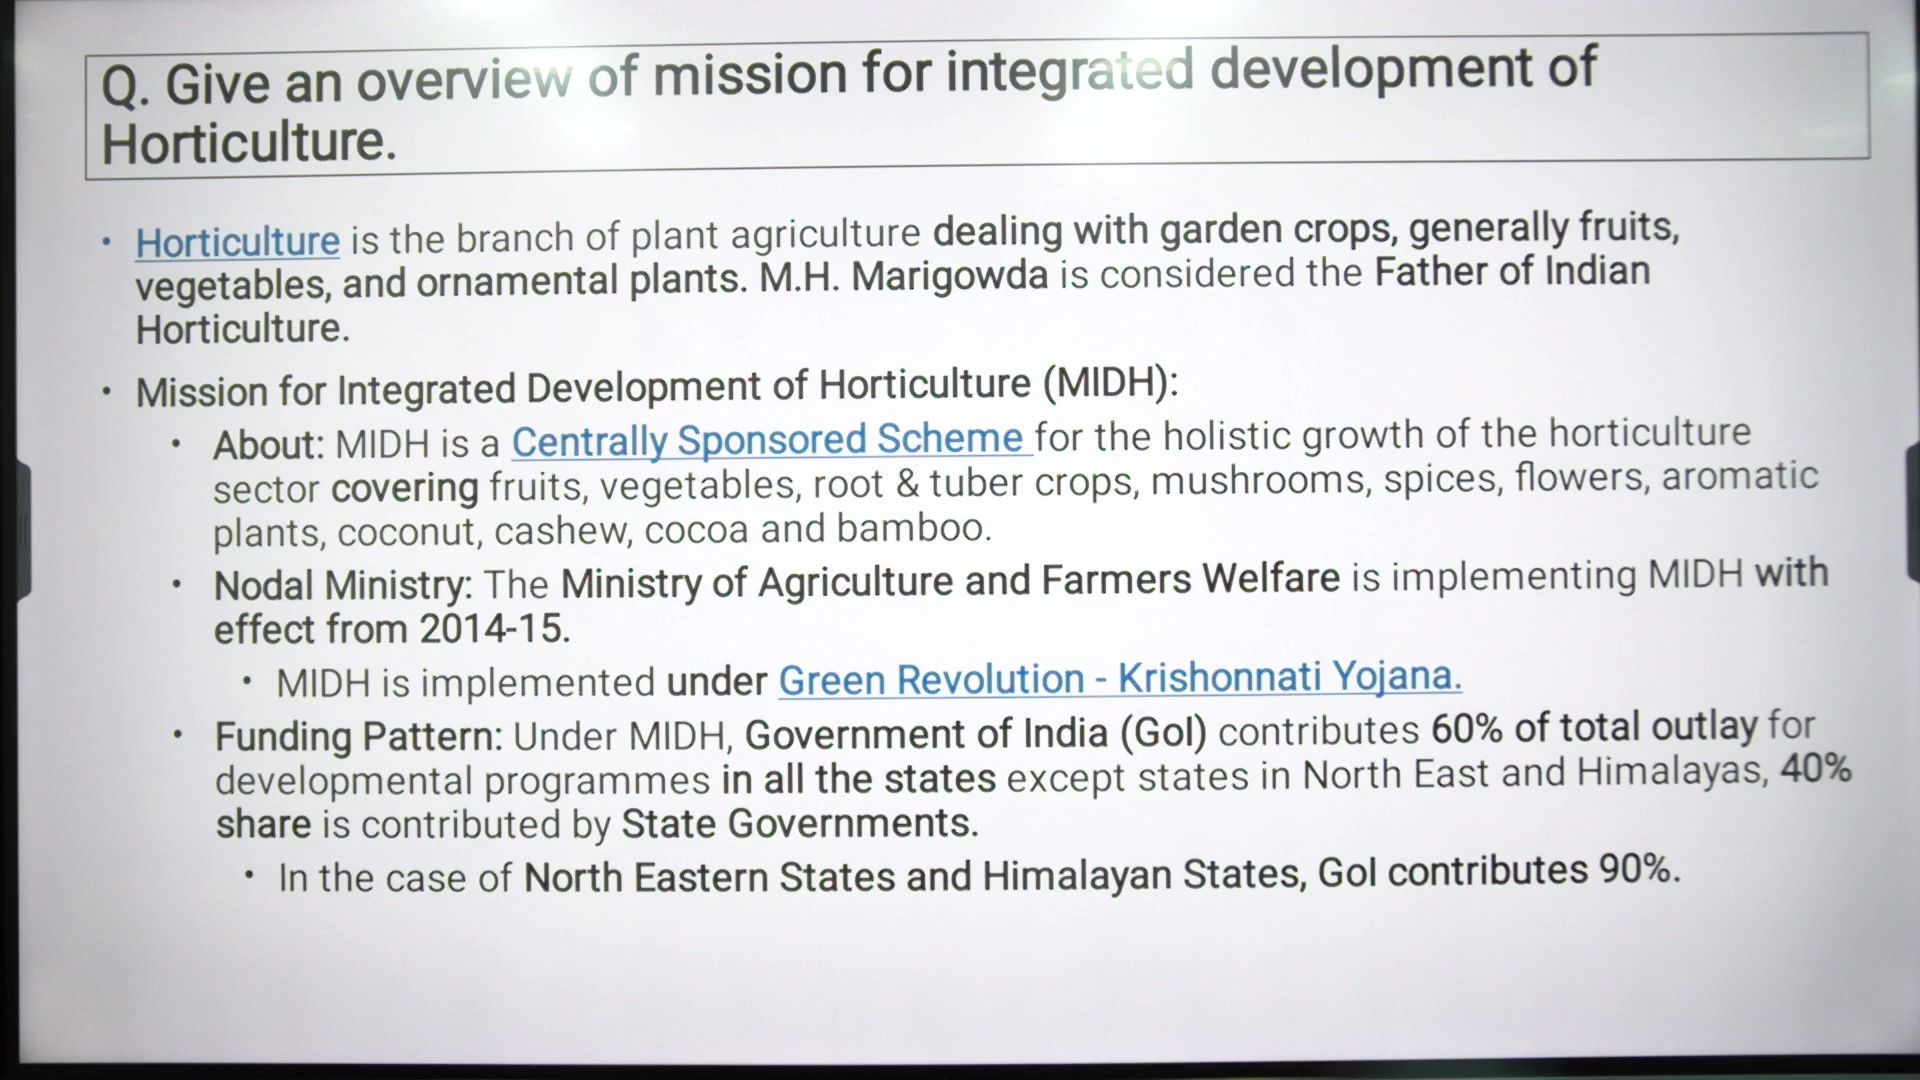 Q. Give an overview of mission for integrated development of
Horticulture.
• Horticulture is the branch of plant agriculture dealing with garden crops, generally fruits,
vegetables, and ornamental plants. M.H. Marigowda is considered the Father of Indian
Horticulture.
• Mission for Integrated Development of Horticulture (MIDH):
• About: MIDH is a Centrally Sponsored Scheme for the holistic growth of the horticulture
sector covering fruits, vegetables, root & tuber crops, mushrooms, spices, flowers, aromatic
plants, coconut, cashew, cocoa and bamboo.
• Nodal Ministry: The Ministry of Agriculture and Farmers Welfare is implementing MIDH with
effect from 2014-15.
• MIDH is implemented under Green Revolution - Krishonnati Yojana.
• Funding Pattern: Under MIDH, Government of India (GoI) contributes 60% of total outlay for
developmental programmes in all the states except states in North East and Himalayas, 40%
share is contributed by State Governments.
• In the case of North Eastern States and Himalayan States, GoI contributes 90%.